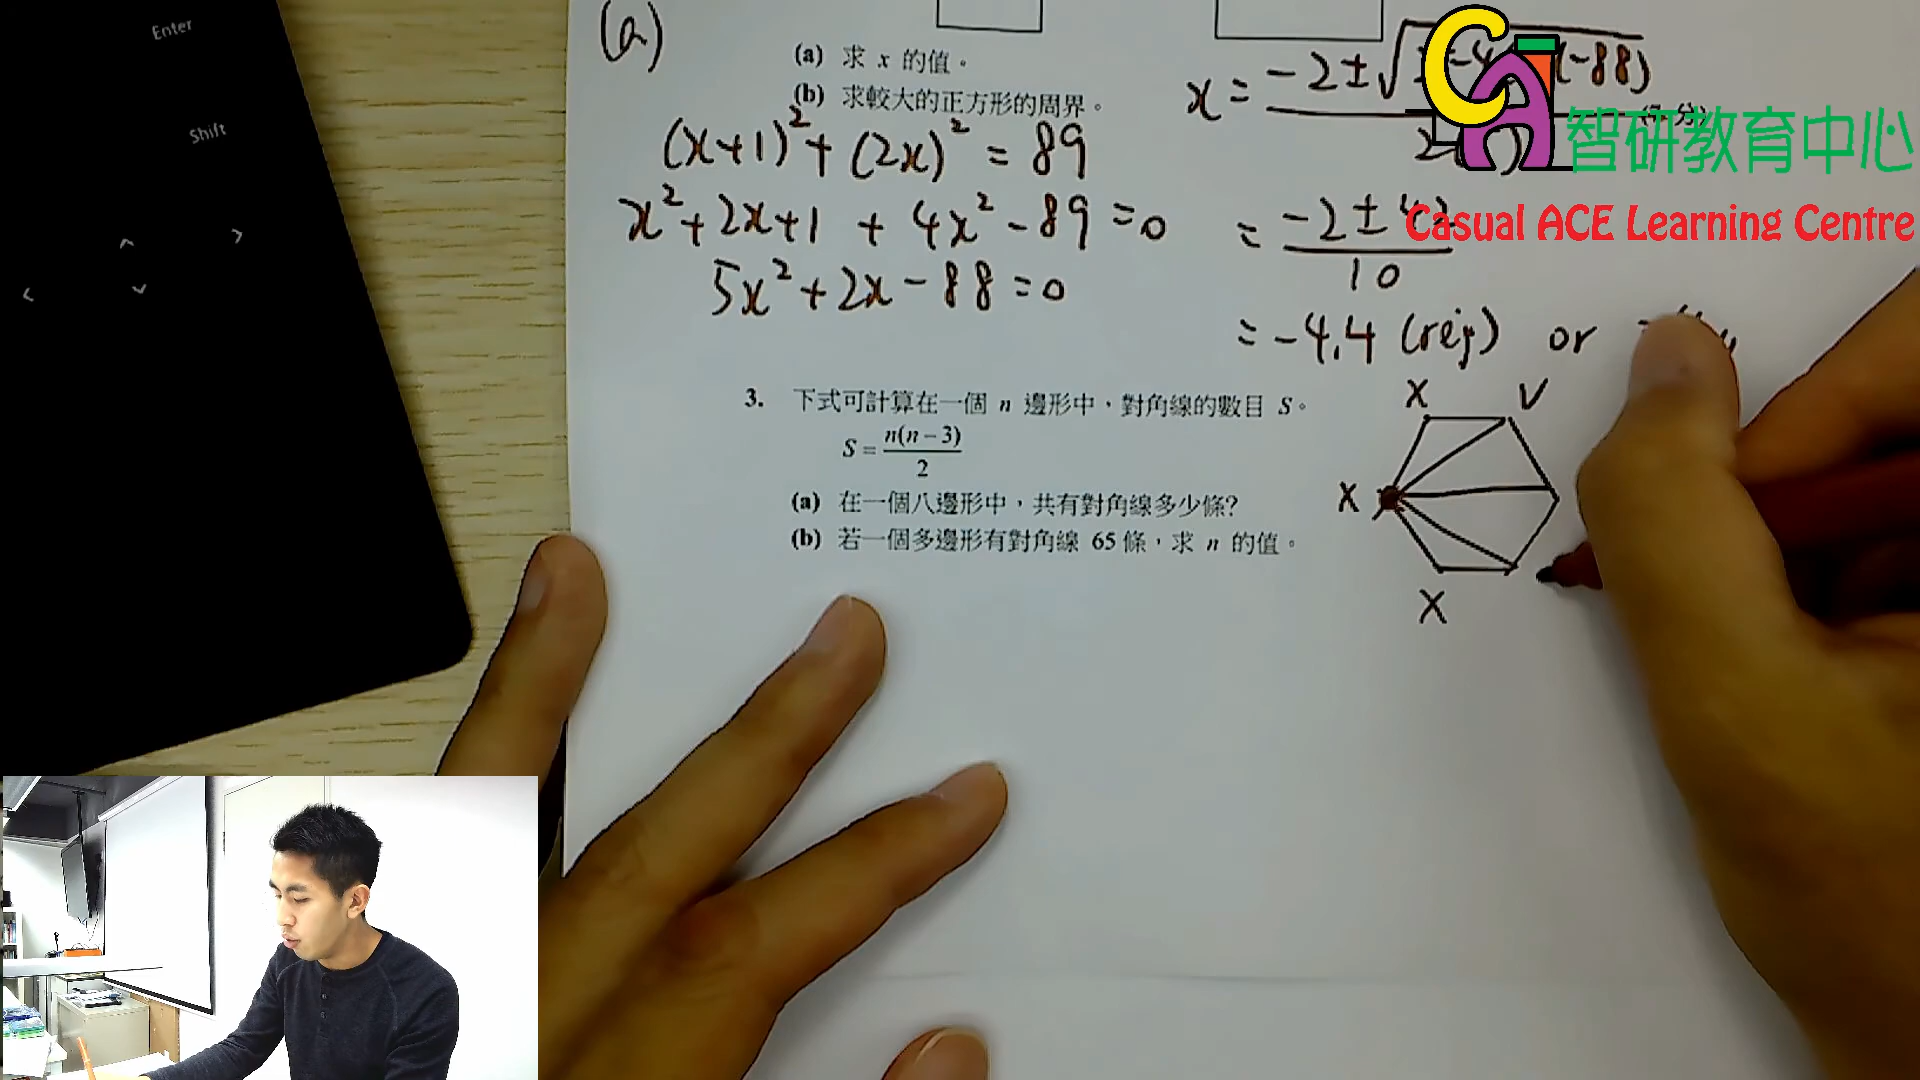 Enter
Shift
(a)
(a) 求 x 的值。
(b) 求較大的正方形的周界。
(x+1)² + (2x)² = 89
x² + 2x + 1 + 4x² - 89 = 0
5x² + 2x - 88 = 0
= -2 ± 42 / 10
= -4.4 (rej) or
智研教育中心
Casual ACE Learning Centre
3. 下式可計算在一個 n 邊形中,對角線的數目 S。
S = n(n - 3) / 2
(a) 在一個八邊形中,共有對角線多少條?
(b) 若一個多邊形有對角線 65 條,求 n 的值。
X V
X
X